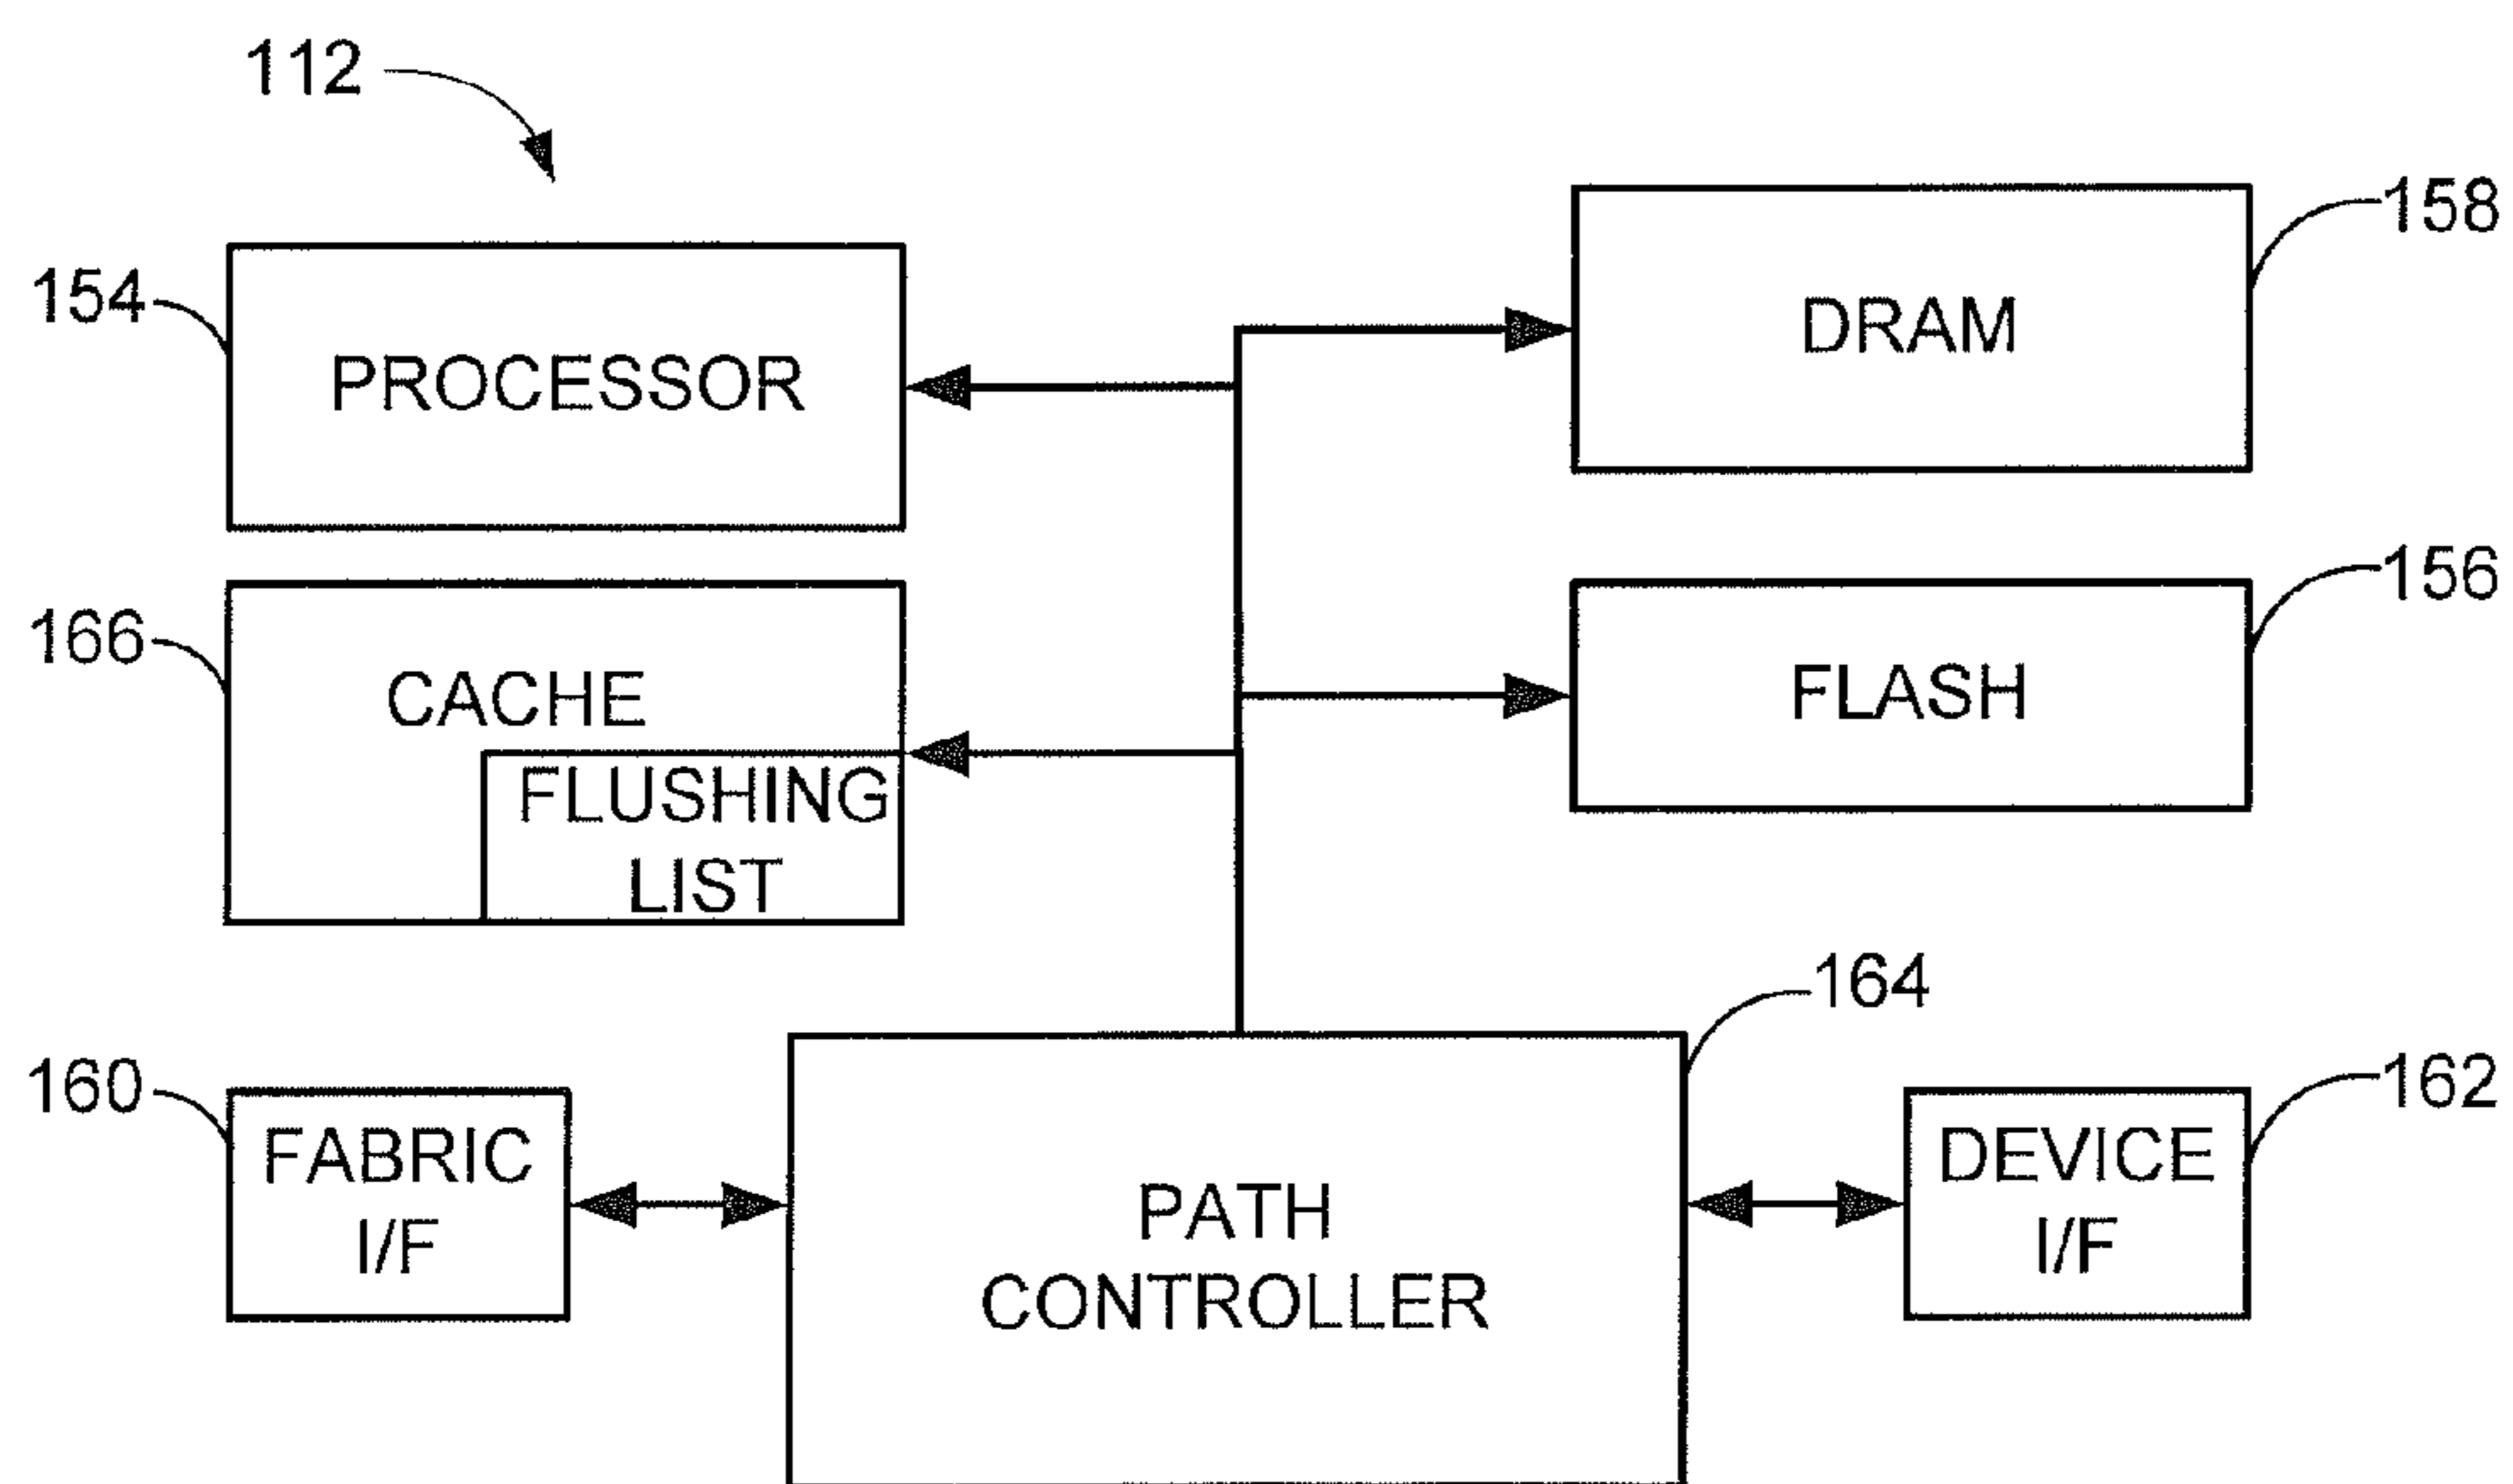 112
158
154
PROCESSOR
DRAM
156
166
CACHE
FLASH
FLUSHING
LIST
164
160
FABRIC
I/F
PATH
CONTROLLER
162
DEVICE
I/F